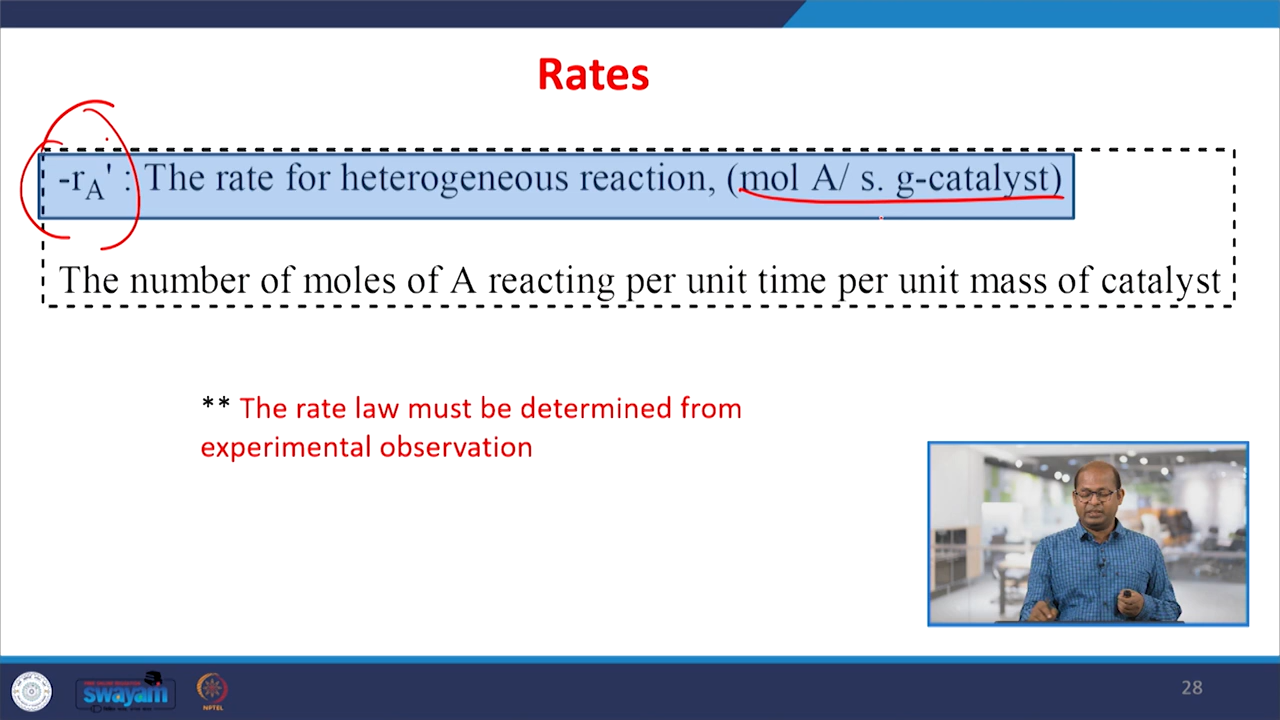 Rates
-rA' : The rate for heterogeneous reaction, (mol A/ s. g-catalyst)
The number of moles of A reacting per unit time per unit mass of catalyst
** The rate law must be determined from
experimental observation
swayam
NPTEL
28